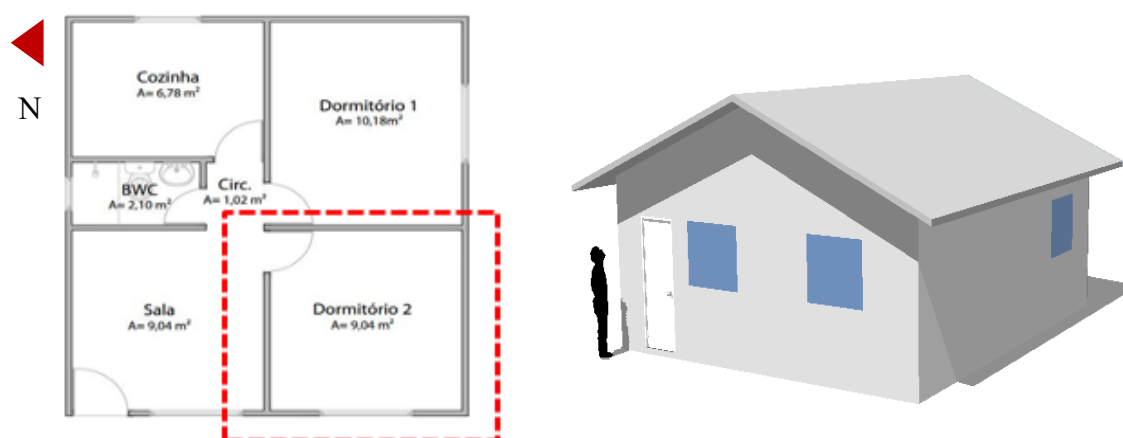 N
Cozinha
A= 6,78 m²
Dormitório 1
A= 10,18m²
BWC
A= 2,10 m²
Circ.
A= 1,02 m²
Sala
A= 9,04 m²
Dormitório 2
A= 9,04 m²